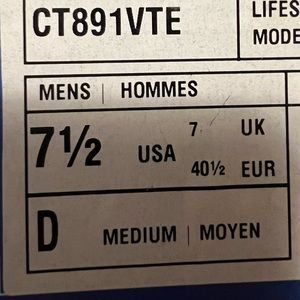 CT891VTE
LIFES
MODE
MENS | HOMMES
7½ USA 7 UK
40½ EUR
D MEDIUM | MOYEN